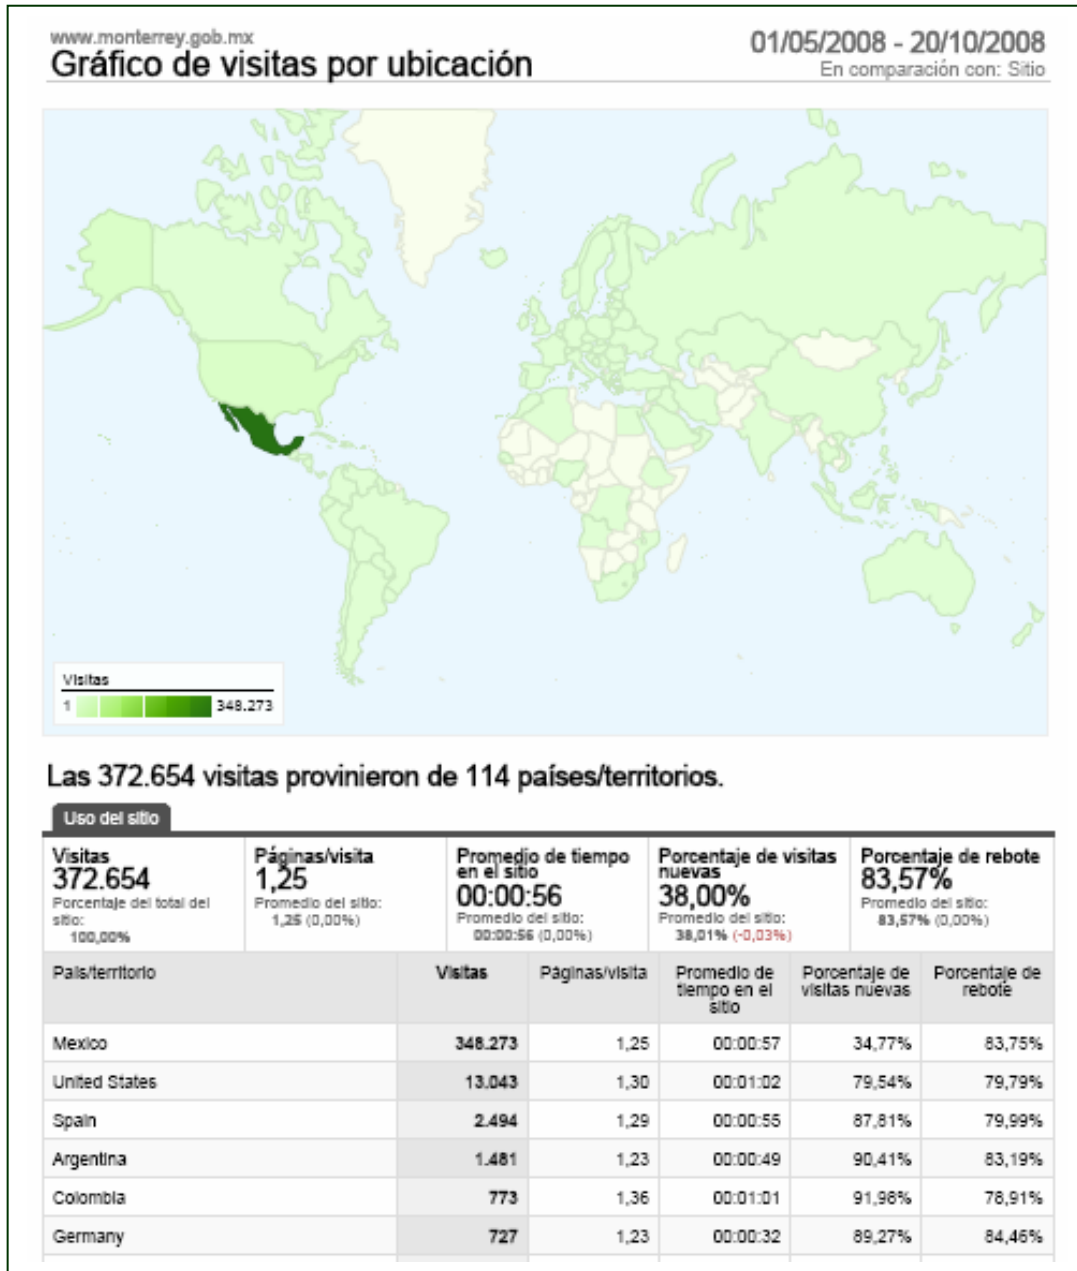 www.monterrey.gob.mx
Gráfico de visitas por ubicación
01/05/2008 - 20/10/2008
En comparación con: Sitio
Visitas
1 348.273
Las 372.654 visitas provinieron de 114 países/territorios.
Uso del sitio
Visitas
372.654
Porcentaje del total del
sitio:
100,00%
Páginas/visita
1,25
Promedio del sitio:
1,25 (0,00%)
Promedio de tiempo
en el sitio
00:00:56
Promedio del sitio:
00:00:56 (0,00%)
Porcentaje de visitas
nuevas
38,00%
Promedio del sitio:
38,01% (-0,03%)
Porcentaje de rebote
83,57%
Promedio del sitio:
83,57% (0,00%)
País/territorio Visitas Páginas/visita Promedio de tiempo en el sitio Porcentaje de visitas nuevas Porcentaje de rebote
Mexico 348.273 1,25 00:00:57 34,77% 83,75%
United States 13.043 1,30 00:01:02 79,54% 79,79%
Spain 2.494 1,29 00:00:55 87,81% 79,99%
Argentina 1.481 1,23 00:00:49 90,41% 83,19%
Colombia 773 1,36 00:01:01 91,98% 78,91%
Germany 727 1,23 00:00:32 89,27% 84,46%